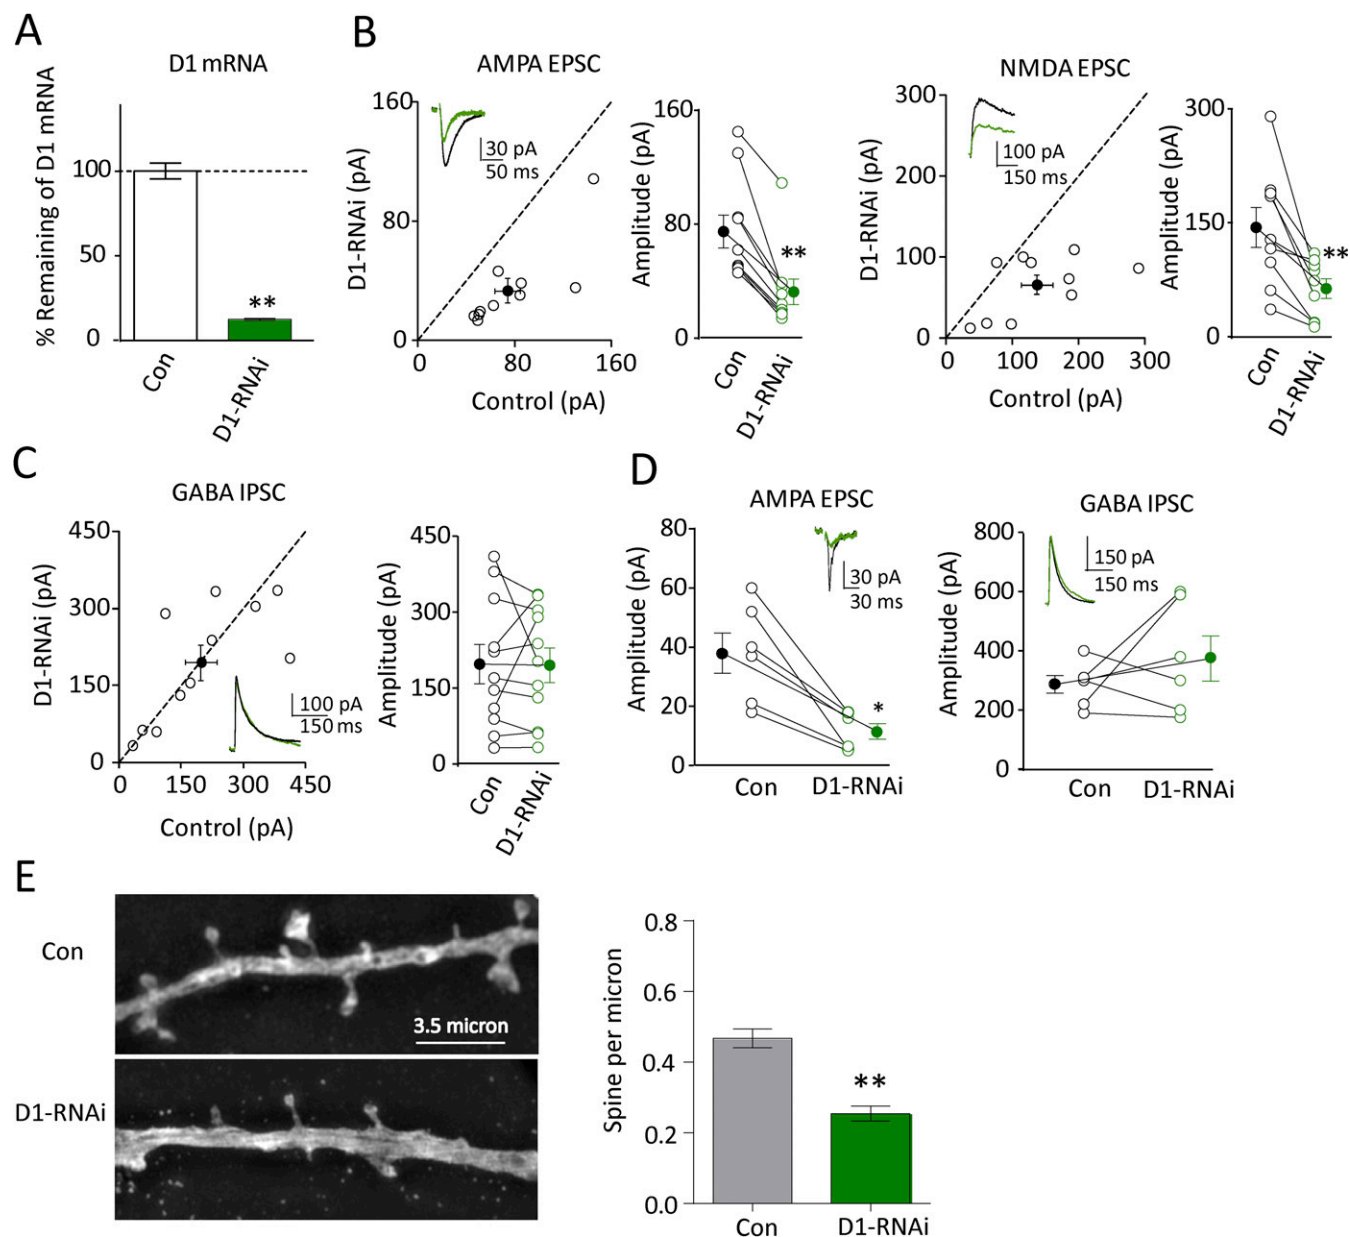 A
D1 mRNA
% Remaining of D1 mRNA
100
50
0
**
Con
D1-RNAi
B
AMPA EPSC
D1-RNAi (pA)
160
80
0
30 pA
50 ms
0
80
160
Control (pA)
Amplitude (pA)
160
80
0
**
Con
D1-RNAi
NMDA EPSC
D1-RNAi (pA)
300
200
100
0
100 pA
150 ms
0
100
200
300
Control (pA)
Amplitude (pA)
300
150
0
**
Con
D1-RNAi
C
GABA IPSC
D1-RNAi (pA)
450
300
150
0
100 pA
150 ms
0
150
300
450
Control (pA)
Amplitude (pA)
450
300
150
0
Con
D1-RNAi
D
AMPA EPSC
Amplitude (pA)
80
60
40
20
0
30 pA
30 ms
*
Con
D1-RNAi
GABA IPSC
Amplitude (pA)
800
600
400
200
0
150 pA
150 ms
Con
D1-RNAi
E
Con
3.5 micron
D1-RNAi
Spine per micron
0.8
0.6
0.4
0.2
0.0
**
Con
D1-RNAi